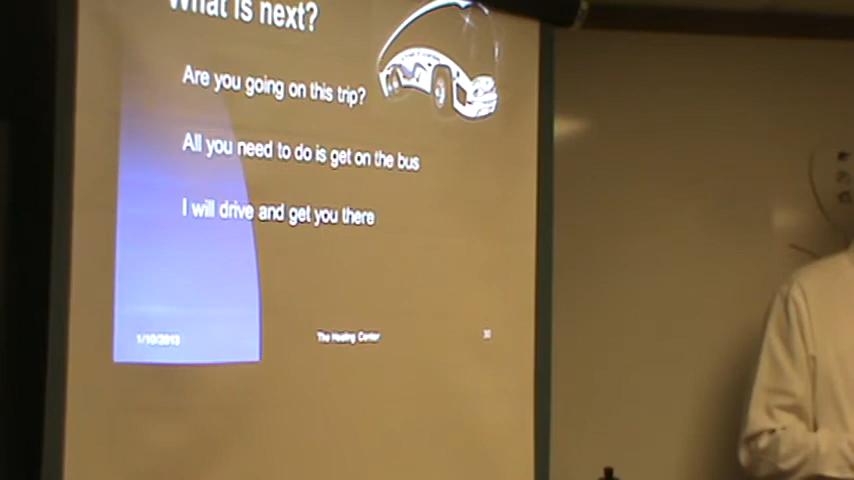 What is next?
Are you going on this trip?
All you need to do is get on the bus
I will drive and get you there
1/10/2013
The Healing Center
30